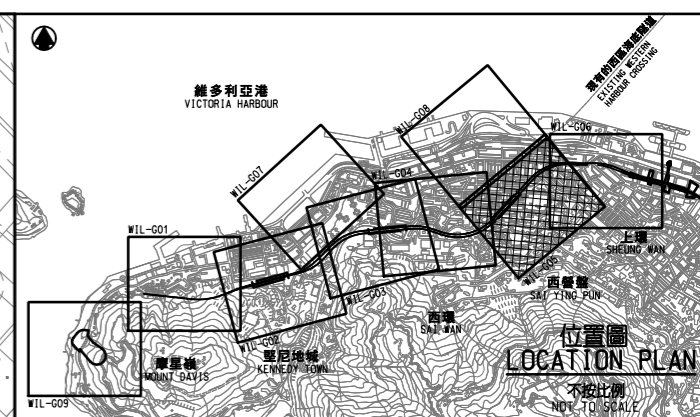 現有的西區海底隧道
EXISTING WESTERN
HARBOUR CROSSING
維多利亞港
VICTORIA HARBOUR
WIL-G08
WIL-G06
WIL-G07
WIL-G04
WIL-G01
上環
SHEUNG WAN
WIL-G05
西營盤
SAI YING PUN
WIL-G03
西環
SAI WAN
WIL-G02
堅尼地城
KENNEDY TOWN
摩星嶺
MOUNT DAVIS
WIL-G09
位置圖
LOCATION PLAN
不按比例
NOT TO SCALE